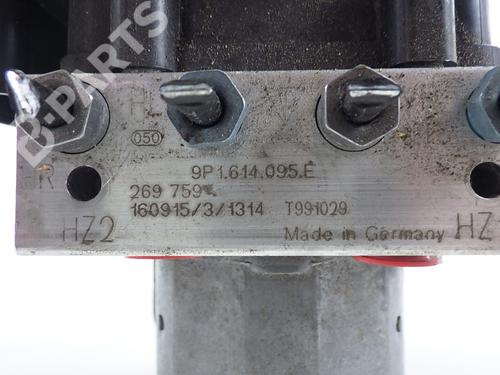 B-PARTS
H
050
9P1.614.095.E
R
269 759
160915/3/1314 T991029
HZ2 Made in Germany HZ